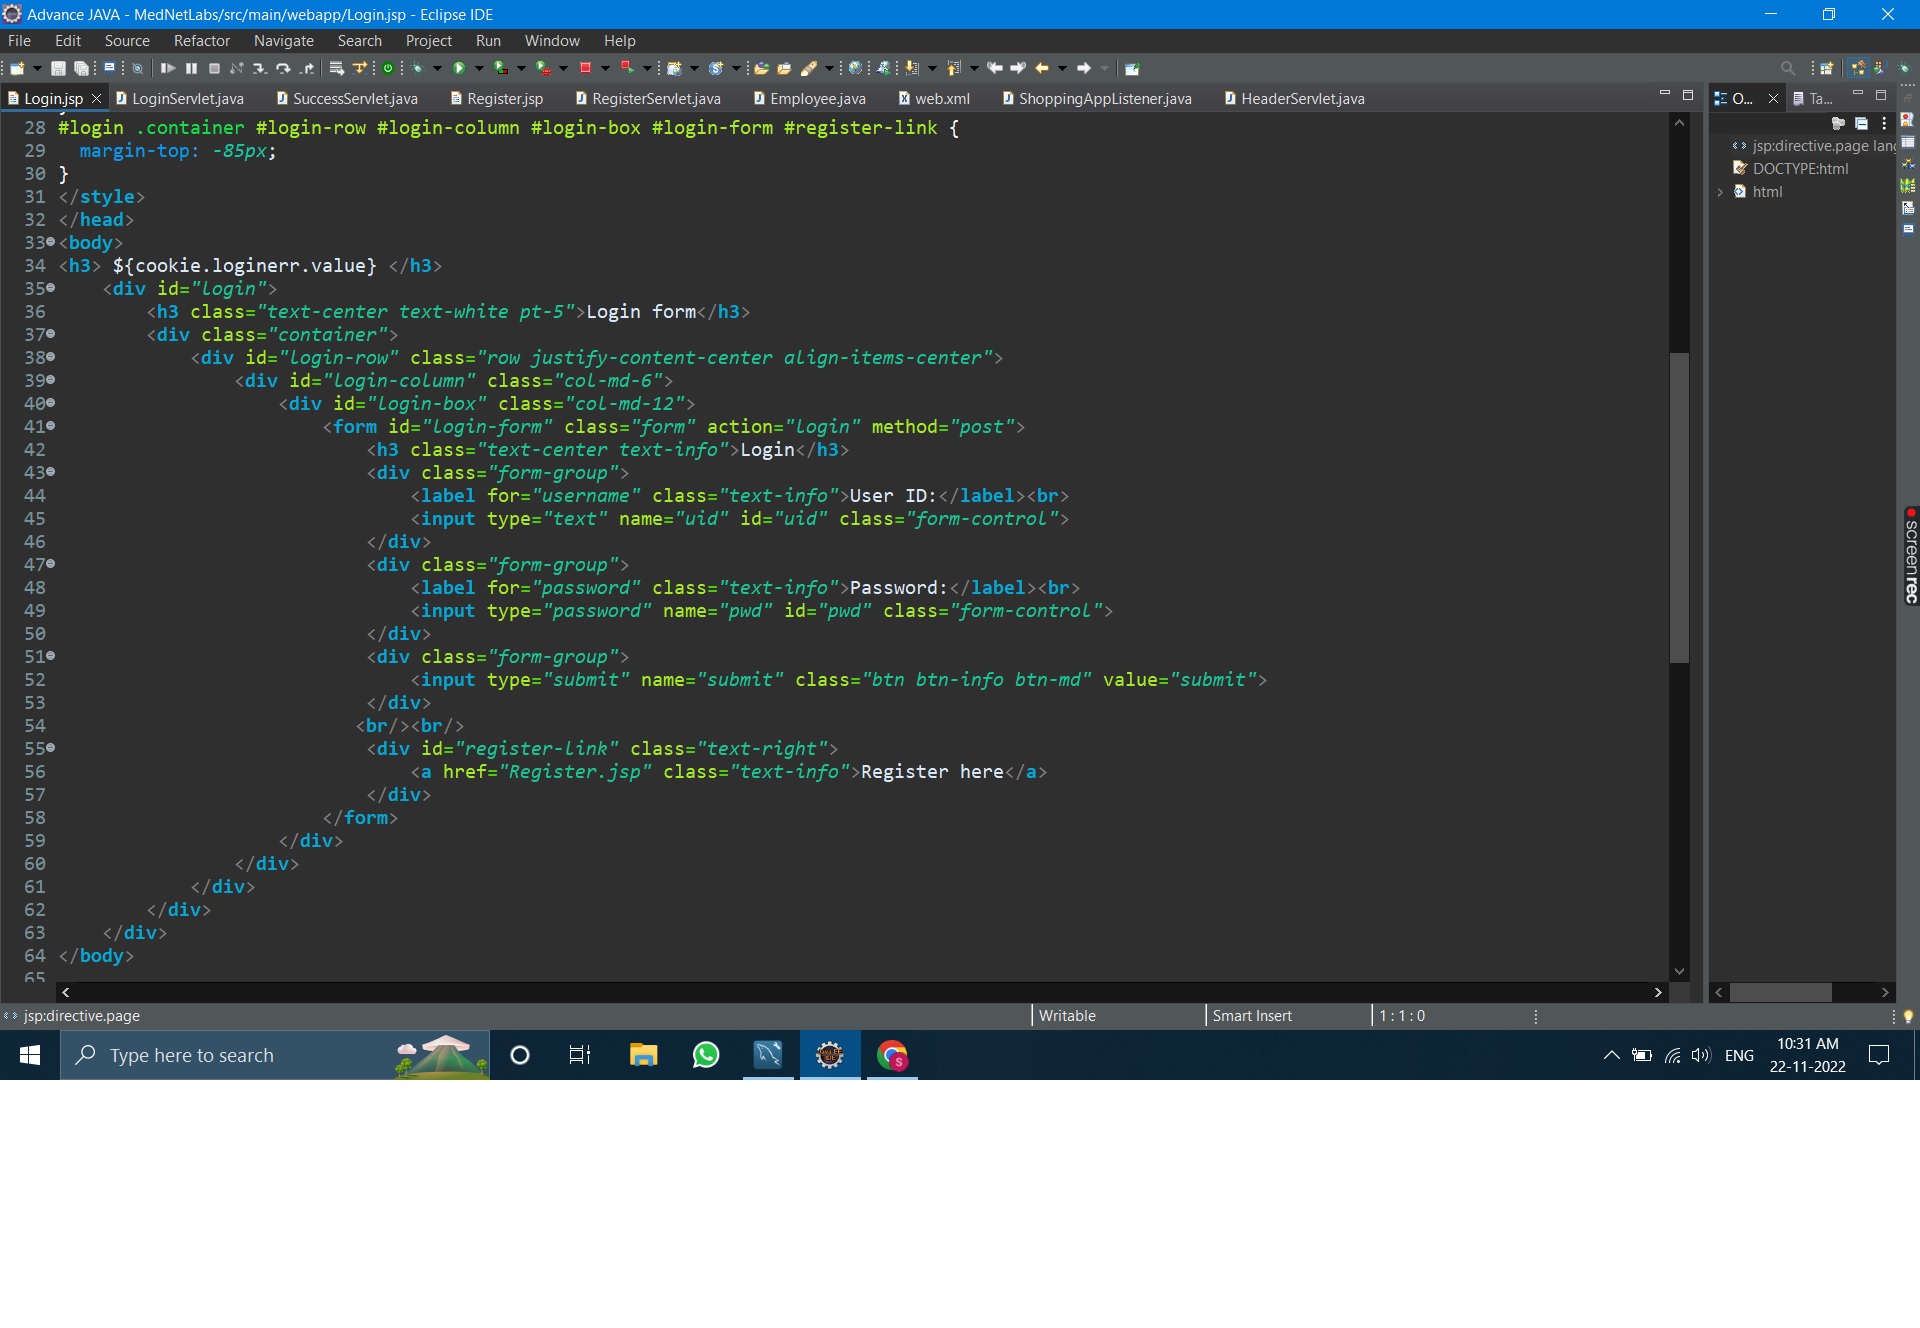 Advance JAVA - MedNetLabs/src/main/webapp/Login.jsp - Eclipse IDE
File Edit Source Refactor Navigate Search Project Run Window Help
Login.jsp LoginServlet.java SuccessServlet.java Register.jsp RegisterServlet.java Employee.java web.xml ShoppingAppListener.java HeaderServlet.java O... Ta...
28 #login .container #login-row #login-column #login-box #login-form #register-link {
29   margin-top: -85px;
30 }
31 </style>
32 </head>
33 <body>
34 <h3> ${cookie.loginerr.value} </h3>
35     <div id="login">
36         <h3 class="text-center text-white pt-5">Login form</h3>
37         <div class="container">
38             <div id="login-row" class="row justify-content-center align-items-center">
39                 <div id="login-column" class="col-md-6">
40                     <div id="login-box" class="col-md-12">
41                         <form id="login-form" class="form" action="login" method="post">
42                             <h3 class="text-center text-info">Login</h3>
43                             <div class="form-group">
44                                 <label for="username" class="text-info">User ID:</label><br>
45                                 <input type="text" name="uid" id="uid" class="form-control">
46                             </div>
47                             <div class="form-group">
48                                 <label for="password" class="text-info">Password:</label><br>
49                                 <input type="password" name="pwd" id="pwd" class="form-control">
50                             </div>
51                             <div class="form-group">
52                                 <input type="submit" name="submit" class="btn btn-info btn-md" value="submit">
53                             </div>
54                            <br/><br/>
55                             <div id="register-link" class="text-right">
56                                 <a href="Register.jsp" class="text-info">Register here</a>
57                             </div>
58                         </form>
59                     </div>
60                 </div>
61             </div>
62         </div>
63     </div>
64 </body>
65
jsp:directive.page lang
DOCTYPE:html
html
screenrec
jsp:directive.page Writable Smart Insert 1 : 1 : 0
Type here to search
ENG
10:31 AM
22-11-2022